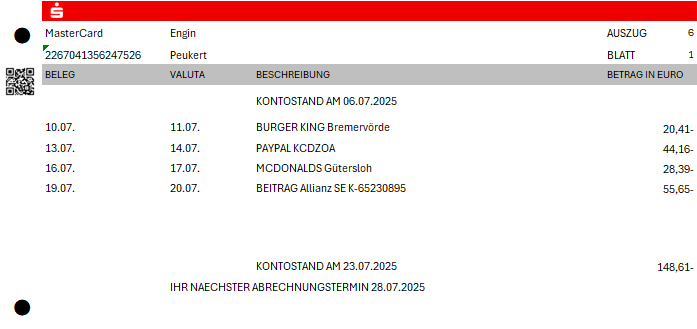 MasterCard Engin AUSZUG 6
2267041356247526 Peukert BLATT 1
BELEG VALUTA BESCHREIBUNG BETRAG IN EURO
KONTOSTAND AM 06.07.2025
10.07. 11.07. BURGER KING Bremervörde 20,41-
13.07. 14.07. PAYPAL KCDZOA 44,16-
16.07. 17.07. MCDONALDS Gütersloh 28,39-
19.07. 20.07. BEITRAG Allianz SE K-65230895 55,65-
KONTOSTAND AM 23.07.2025 148,61-
IHR NAECHSTER ABRECHNUNGSTERMIN 28.07.2025